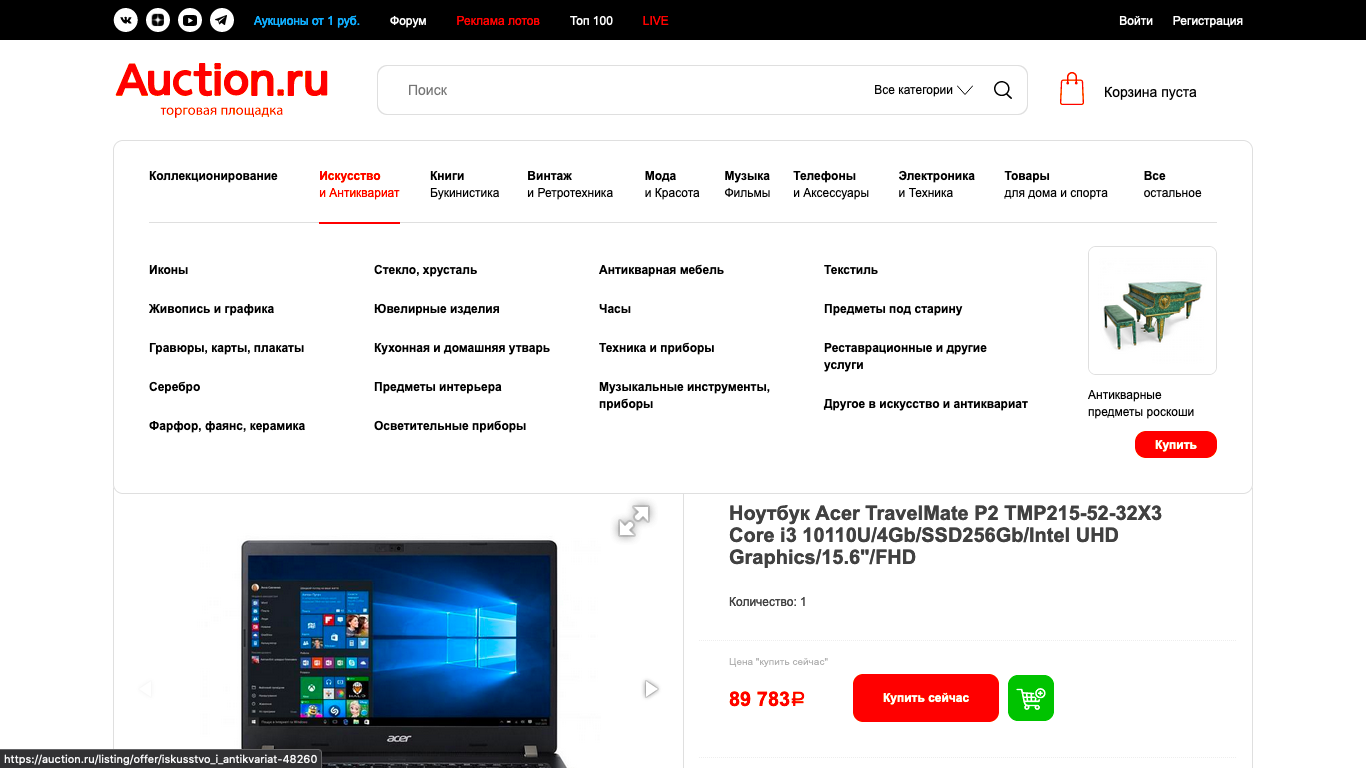 Аукционы от 1 руб.
Форум
Реклама лотов
Топ 100
LIVE
Войти
Регистрация
Auction.ru
торговая площадка
Поиск
Все категории
Корзина пуста
Коллекционирование
Искусство
и Антиквариат
Книги
Букинистика
Винтаж
и Ретротехника
Мода
и Красота
Музыка
Фильмы
Телефоны
и Аксессуары
Электроника
и Техника
Товары
для дома и спорта
Все
остальное
Иконы
Живопись и графика
Гравюры, карты, плакаты
Серебро
Фарфор, фаянс, керамика
Стекло, хрусталь
Ювелирные изделия
Кухонная и домашняя утварь
Предметы интерьера
Осветительные приборы
Антикварная мебель
Часы
Техника и приборы
Музыкальные инструменты,
приборы
Текстиль
Предметы под старину
Реставрационные и другие
услуги
Другое в искусство и антиквариат
Антикварные
предметы роскоши
Купить
Ноутбук Acer TravelMate P2 TMP215-52-32X3
Core i3 10110U/4Gb/SSD256Gb/Intel UHD
Graphics/15.6"/FHD
Количество: 1
Цена "купить сейчас"
89 783₽
Купить сейчас
acer
https://auction.ru/listing/offer/iskusstvo_i_antikvariat-48260